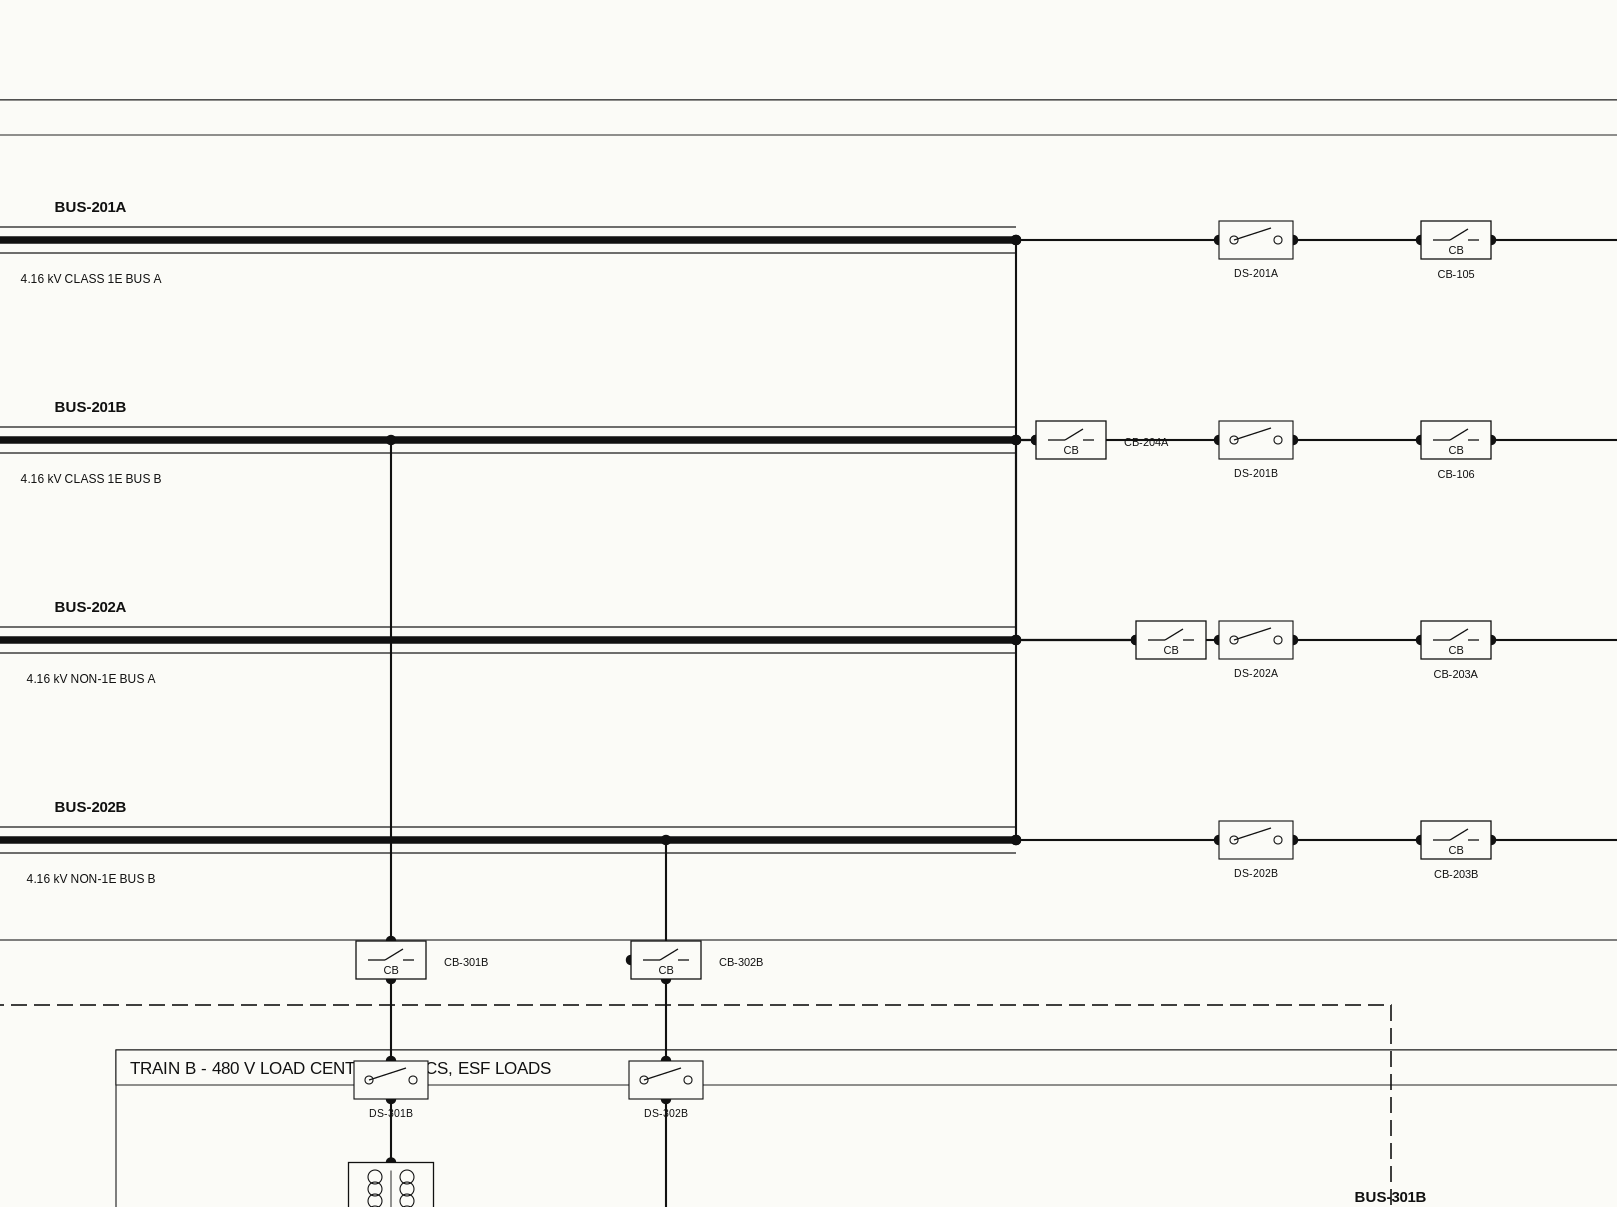 BUS-201A
4.16 kV CLASS 1E BUS A
DS-201A
CB
CB-105
BUS-201B
4.16 kV CLASS 1E BUS B
CB
CB-204A
DS-201B
CB
CB-106
BUS-202A
4.16 kV NON-1E BUS A
CB
DS-202A
CB
CB-203A
BUS-202B
4.16 kV NON-1E BUS B
DS-202B
CB
CB-203B
CB
CB-301B
CB
CB-302B
TRAIN B - 480 V LOAD CENT CS, ESF LOADS
DS-301B
DS-302B
BUS-301B